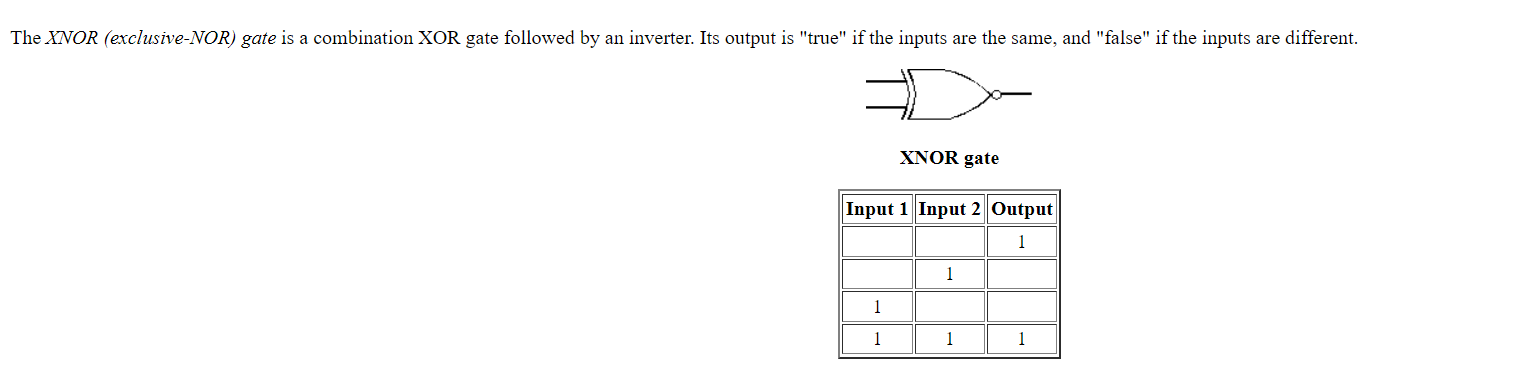 The XNOR (exclusive-NOR) gate is a combination XOR gate followed by an inverter. Its output is "true" if the inputs are the same, and "false" if the inputs are different.
XNOR gate
Input 1 Input 2 Output
1
1
1
1 1 1